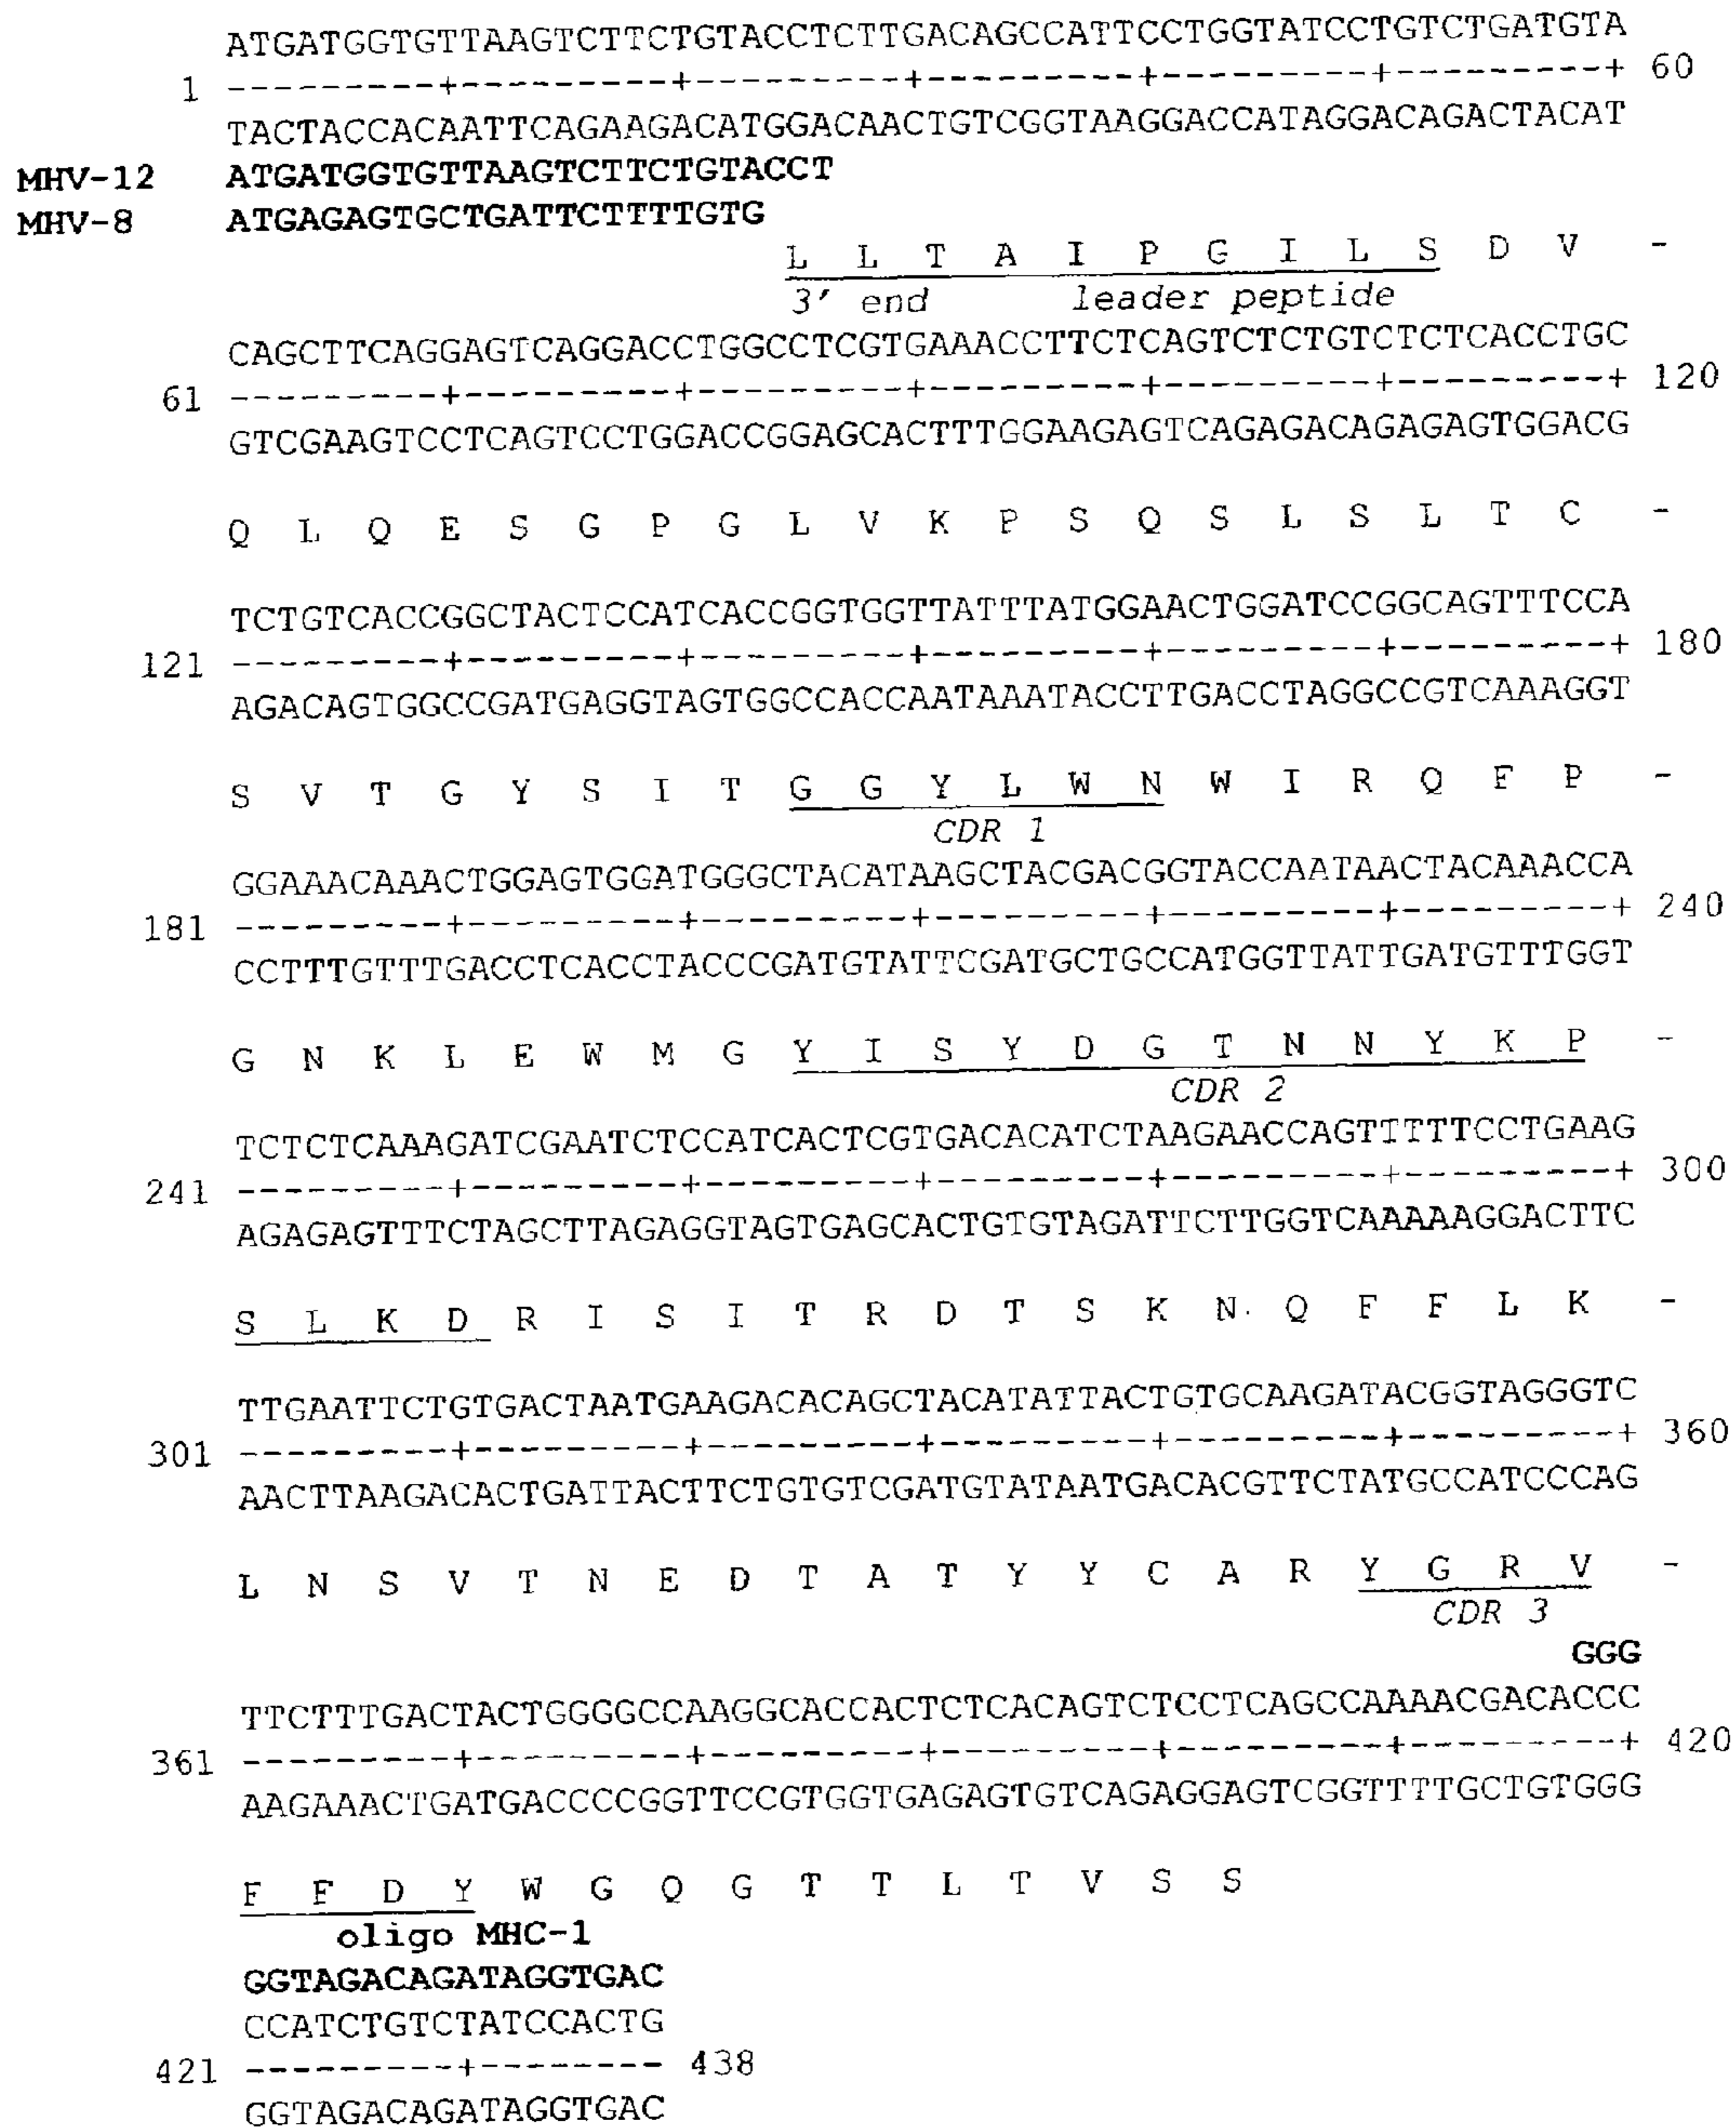 ATGATGGTGTTAAGTCTTCTGTACCTCTTGACAGCCATTCCTGGTATCCTGTCTGATGTA
1 ---------+---------+---------+---------+---------+---------+ 60
TACTACCACAATTCAGAAGACATGGACAACTGTCGGTAAGGACCATAGGACAGACTACAT
MHV-12 ATGATGGTGTTAAGTCTTCTGTACCT
MHV-8 ATGAGAGTGCTGATTCTTTTGTG
L L T A I P G I L S D V -
3' end leader peptide
CAGCTTCAGGAGTCAGGACCTGGCCTCGTGAAACCTTCTCAGTCTCTGTCTCTCACCTGC
61 ---------+---------+---------+---------+---------+---------+ 120
GTCGAAGTCCTCAGTCCTGGACCGGAGCACTTTGGAAGAGTCAGAGACAGAGAGTGGACG
Q L Q E S G P G L V K P S Q S L S L T C -
TCTGTCACCGGCTACTCCATCACCGGTGGTTATTTATGGAACTGGATCCGGCAGTTTCCA
121 ---------+---------+---------+---------+---------+---------+ 180
AGACAGTGGCCGATGAGGTAGTGGCCACCAATAAATACCTTGACCTAGGCCGTCAAAGGT
S V T G Y S I T G G Y L W N W I R Q F P -
CDR 1
GGAAACAAACTGGAGTGGATGGGCTACATAAGCTACGACGGTACCAATAACTACAAACCA
181 ---------+---------+---------+---------+---------+---------+ 240
CCTTTGTTTGACCTCACCTACCCGATGTATTCGATGCTGCCATGGTTATTGATGTTTGGT
G N K L E W M G Y I S Y D G T N N Y K P -
CDR 2
TCTCTCAAAGATCGAATCTCCATCACTCGTGACACATCTAAGAACCAGTTTTTCCTGAAG
241 ---------+---------+---------+---------+---------+---------+ 300
AGAGAGTTTCTAGCTTAGAGGTAGTGAGCACTGTGTAGATTCTTGGTCAAAAAGGACTTC
S L K D R I S I T R D T S K N Q F F L K -
TTGAATTCTGTGACTAATGAAGACACAGCTACATATTACTGTGCAAGATACGGTAGGGTC
301 ---------+---------+---------+---------+---------+---------+ 360
AACTTAAGACACTGATTACTTCTGTGTCGATGTATAATGACACGTTCTATGCCATCCCAG
L N S V T N E D T A T Y Y C A R Y G R V -
CDR 3
GGG
TTCTTTGACTACTGGGGCCAAGGCACCACTCTCACAGTCTCCTCAGCCAAAACGACACCC
361 ---------+---------+---------+---------+---------+---------+ 420
AAGAAACTGATGACCCCGGTTCCGTGGTGAGAGTGTCAGAGGAGTCGGTTTTGCTGTGGG
F F D Y W G Q G T T L T V S S
oligo MHC-1
GGTAGACAGATAGGTGAC
CCATCTGTCTATCCACTG
421 ---------+-------- 438
GGTAGACAGATAGGTGAC